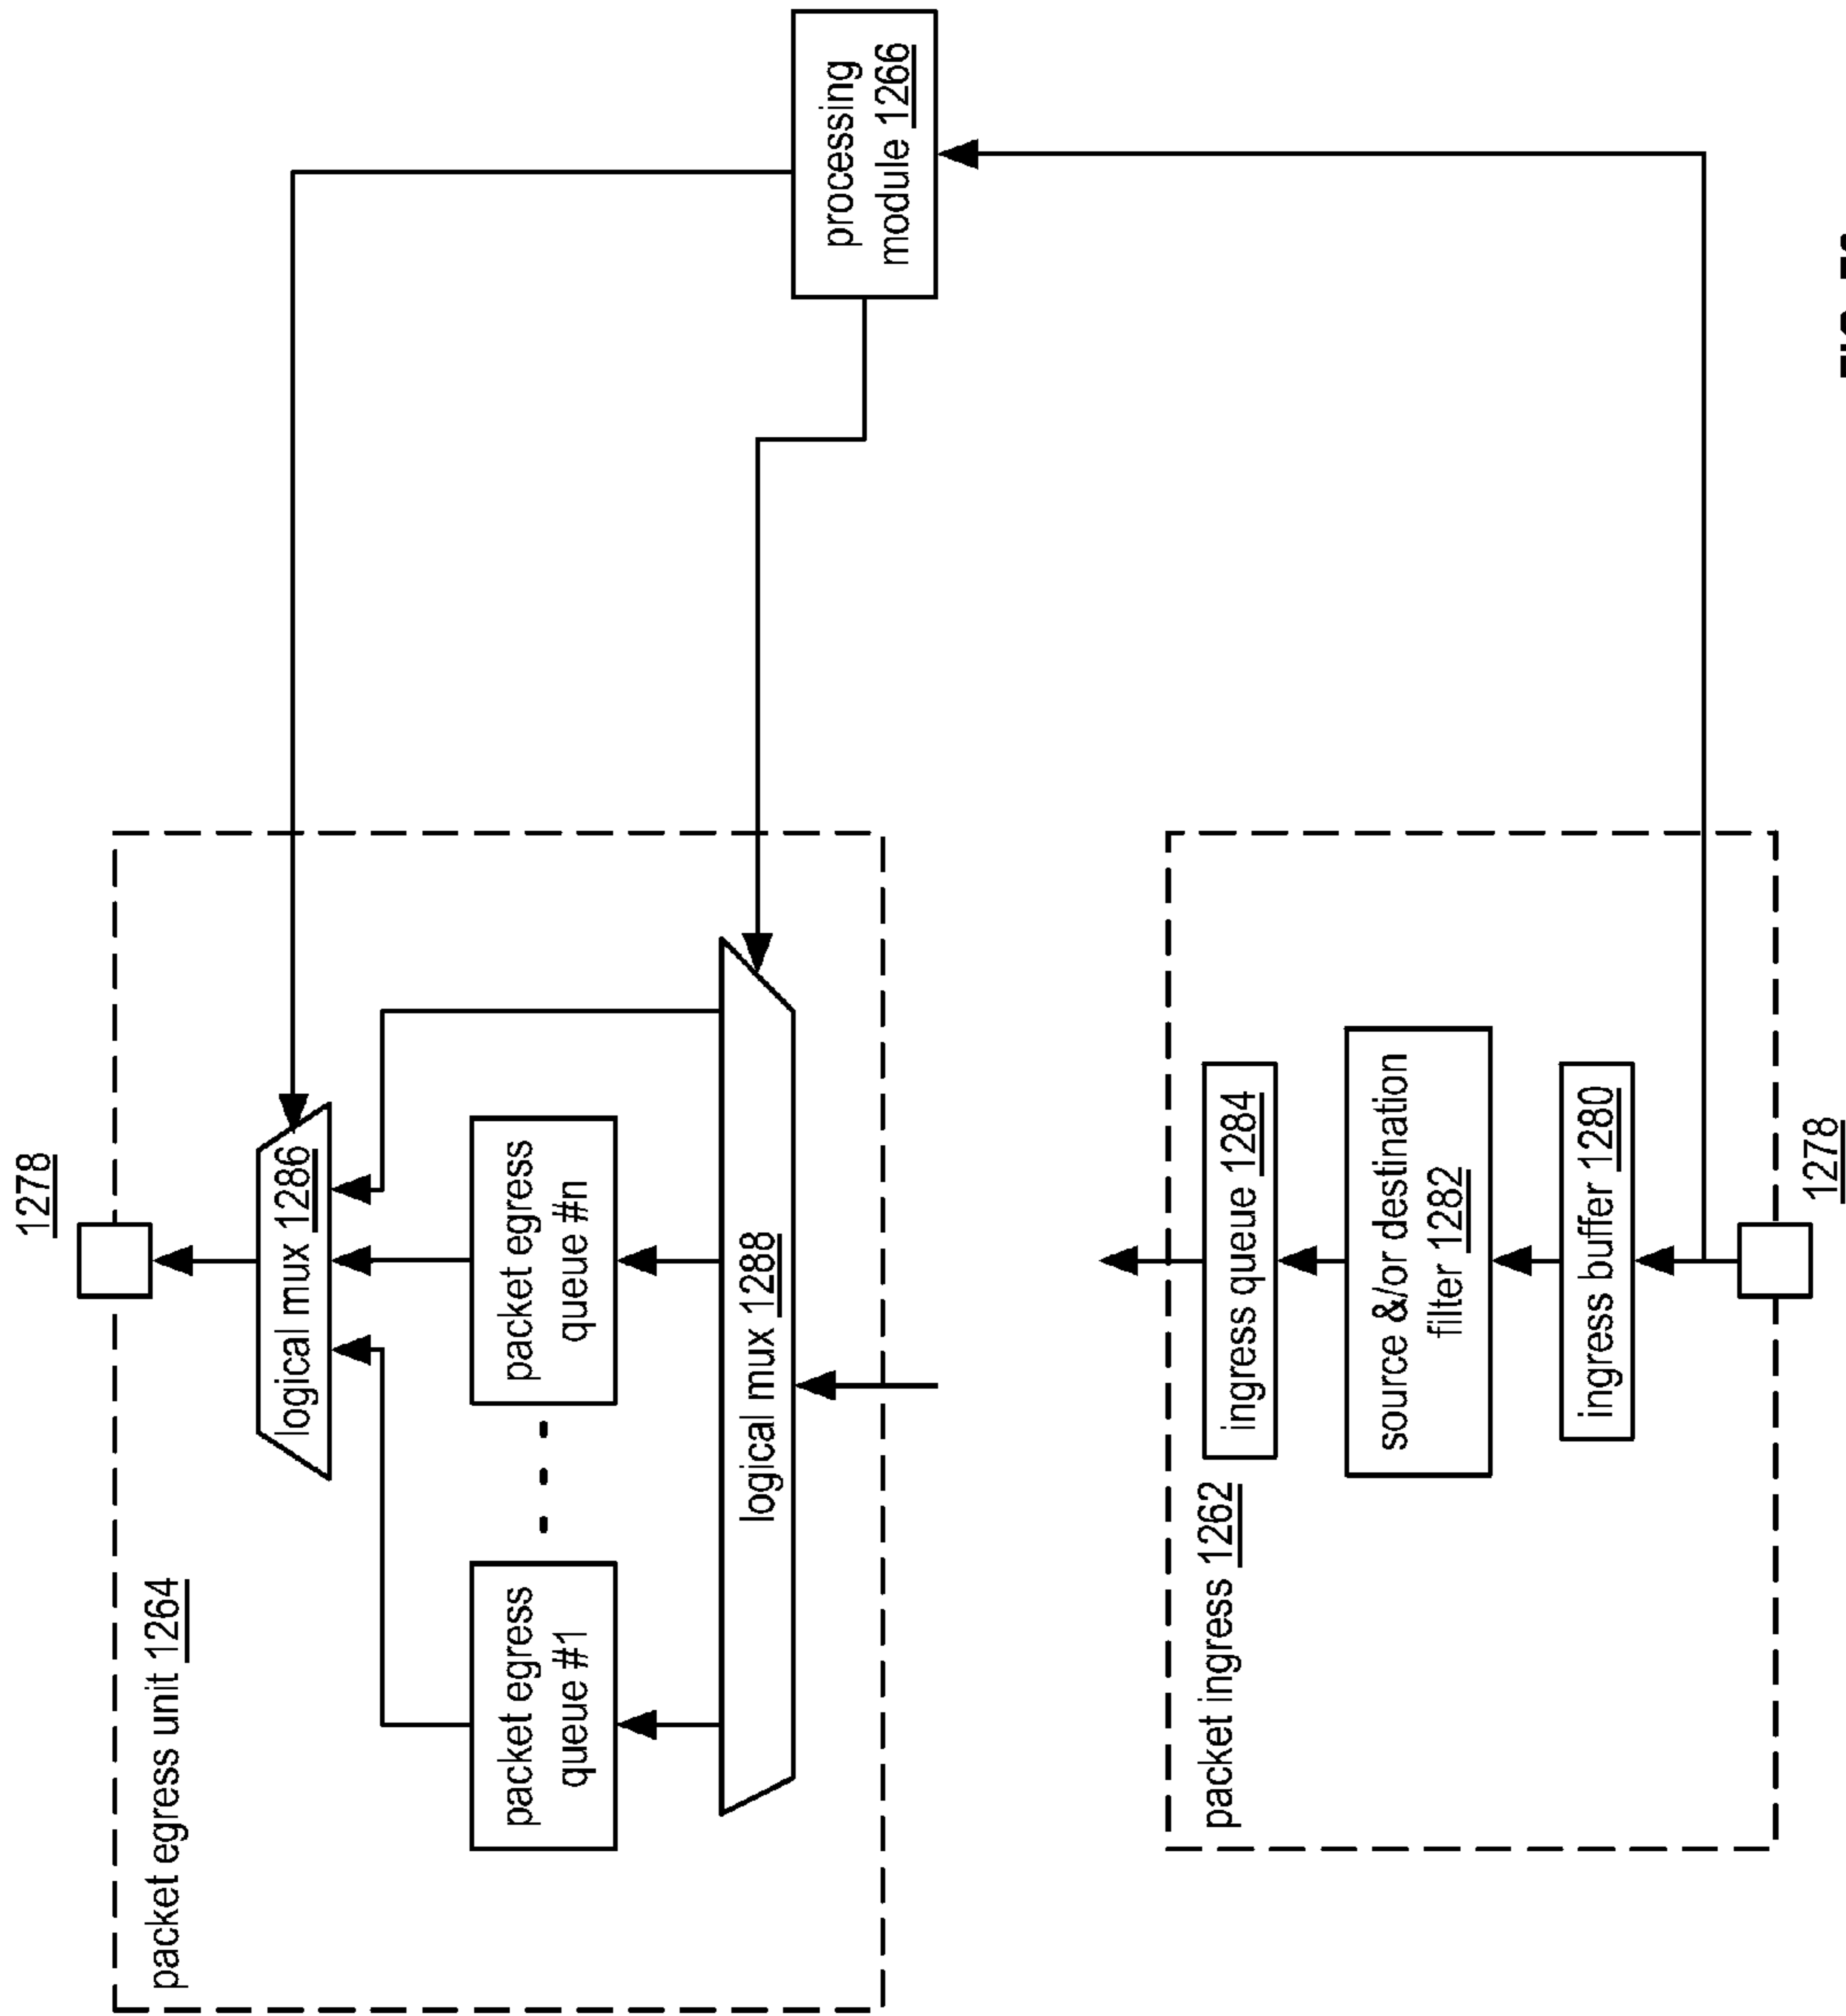 1278
packet egress unit 1264
logical mux 1286
packet egress
queue #1
packet egress
queue #n
logical mux 1288
processing
module 1266
packet ingress 1262
ingress queue 1284
source &/or destination
filter 1282
ingress buffer 1280
1278